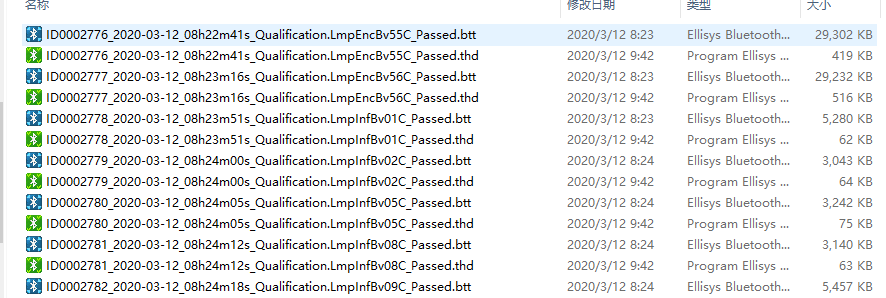 名称 修改日期 类型 大小
ID0002776_2020-03-12_08h22m41s_Qualification.LmpEncBv55C_Passed.btt 2020/3/12 8:23 Ellisys Bluetooth... 29,302 KB
ID0002776_2020-03-12_08h22m41s_Qualification.LmpEncBv55C_Passed.thd 2020/3/12 9:42 Program Ellisys ... 419 KB
ID0002777_2020-03-12_08h23m16s_Qualification.LmpEncBv56C_Passed.btt 2020/3/12 8:23 Ellisys Bluetooth... 29,232 KB
ID0002777_2020-03-12_08h23m16s_Qualification.LmpEncBv56C_Passed.thd 2020/3/12 9:42 Program Ellisys ... 516 KB
ID0002778_2020-03-12_08h23m51s_Qualification.LmpInfBv01C_Passed.btt 2020/3/12 8:23 Ellisys Bluetooth... 5,280 KB
ID0002778_2020-03-12_08h23m51s_Qualification.LmpInfBv01C_Passed.thd 2020/3/12 9:42 Program Ellisys ... 62 KB
ID0002779_2020-03-12_08h24m00s_Qualification.LmpInfBv02C_Passed.btt 2020/3/12 8:24 Ellisys Bluetooth... 3,043 KB
ID0002779_2020-03-12_08h24m00s_Qualification.LmpInfBv02C_Passed.thd 2020/3/12 9:42 Program Ellisys ... 64 KB
ID0002780_2020-03-12_08h24m05s_Qualification.LmpInfBv05C_Passed.btt 2020/3/12 8:24 Ellisys Bluetooth... 3,242 KB
ID0002780_2020-03-12_08h24m05s_Qualification.LmpInfBv05C_Passed.thd 2020/3/12 9:42 Program Ellisys ... 75 KB
ID0002781_2020-03-12_08h24m12s_Qualification.LmpInfBv08C_Passed.btt 2020/3/12 8:24 Ellisys Bluetooth... 3,140 KB
ID0002781_2020-03-12_08h24m12s_Qualification.LmpInfBv08C_Passed.thd 2020/3/12 9:42 Program Ellisys ... 63 KB
ID0002782_2020-03-12_08h24m18s_Qualification.LmpInfBv09C_Passed.btt 2020/3/12 8:24 Ellisys Bluetooth... 5,457 KB